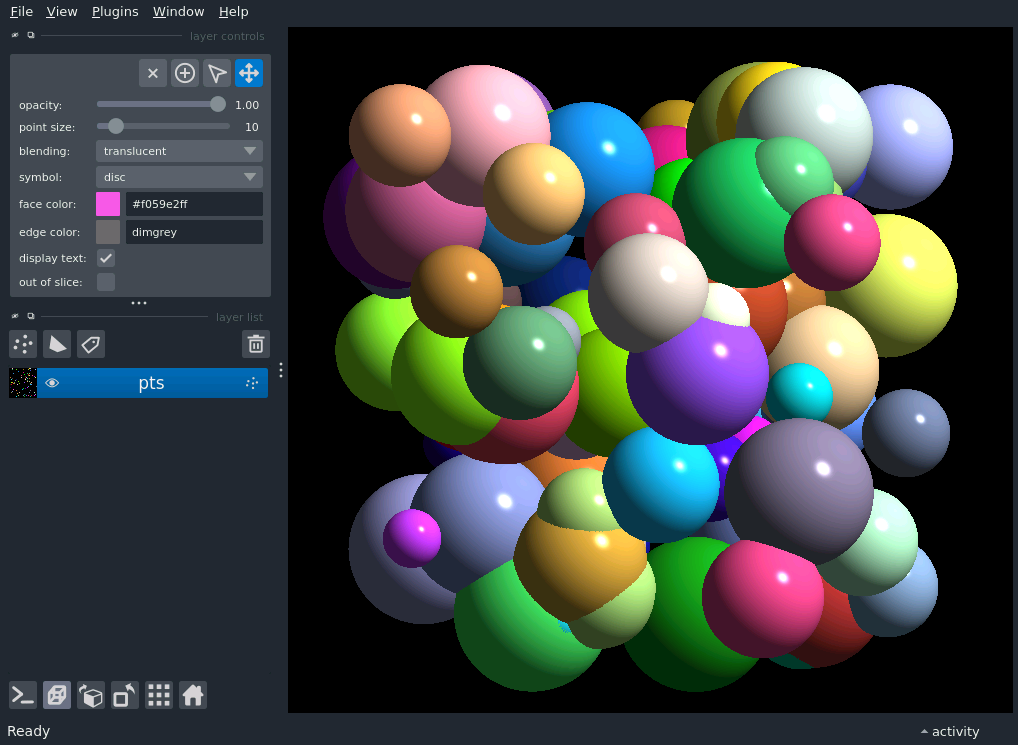 File View Plugins Window Help
layer controls
opacity: 1.00
point size: 10
blending: translucent
symbol: disc
face color: #f059e2ff
edge color: dimgrey
display text:
out of slice:
layer list
pts
Ready activity